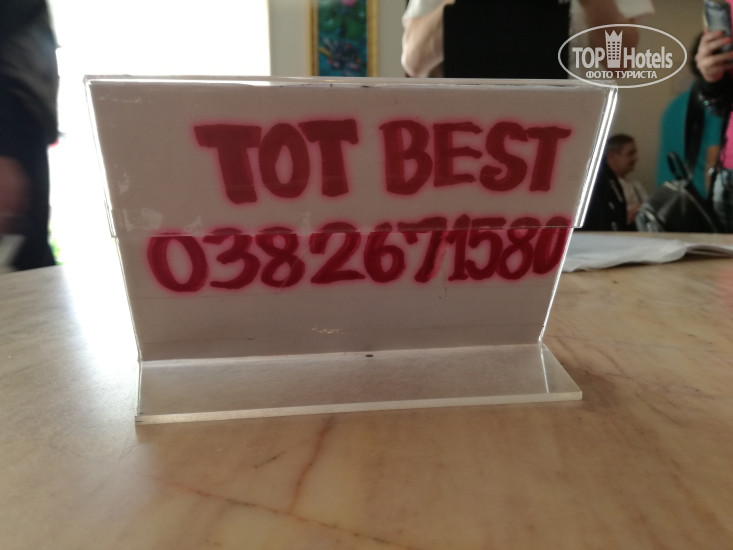 TOP Hotels
ФОТО ТУРИСТА
TOT BEST
0382671580